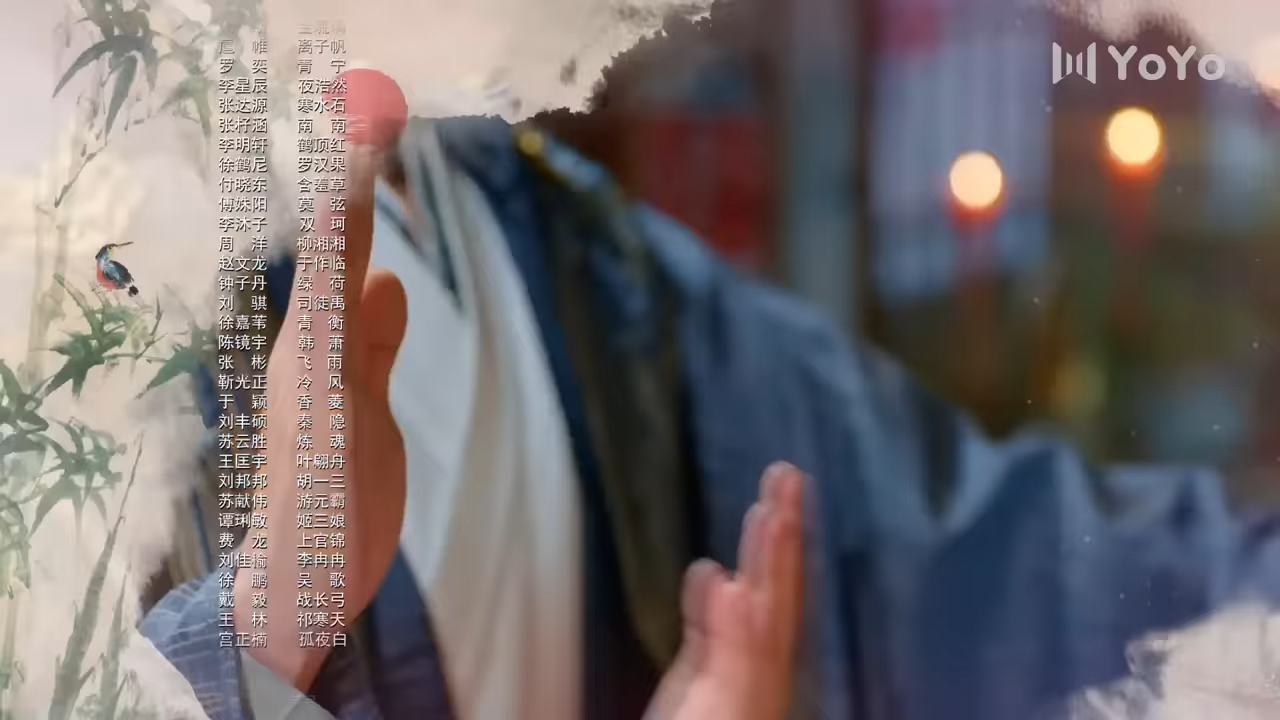 YoYo
罗奕 青宁
李星辰 夜浩然
张达源 寒水石
张梓涵 南南
李明轩 鹤顶红
徐鹤尼 罗汉果
付晓东 含羞草
傅姝阳 莫弦
李沐子 双珂
周洋 柳湘湘
赵文龙 于作临
钟子丹 绿荷
刘骐 司徒禹
徐嘉苇 青衡
陈镜宇 韩萧
张彬 飞雨
靳光正 冷风
于颖 香菱
刘丰硕 秦隐
苏云胜 炼魂
王匡宇 叶翩舟
刘邦邦 胡一三
苏献伟 游元霸
谭琍敏 姬三娘
费龙 上官锦
刘佳揄 李冉冉
徐鹏 吴歌
戴毅 战长弓
王林 祁寒天
宫正楠 孤夜白